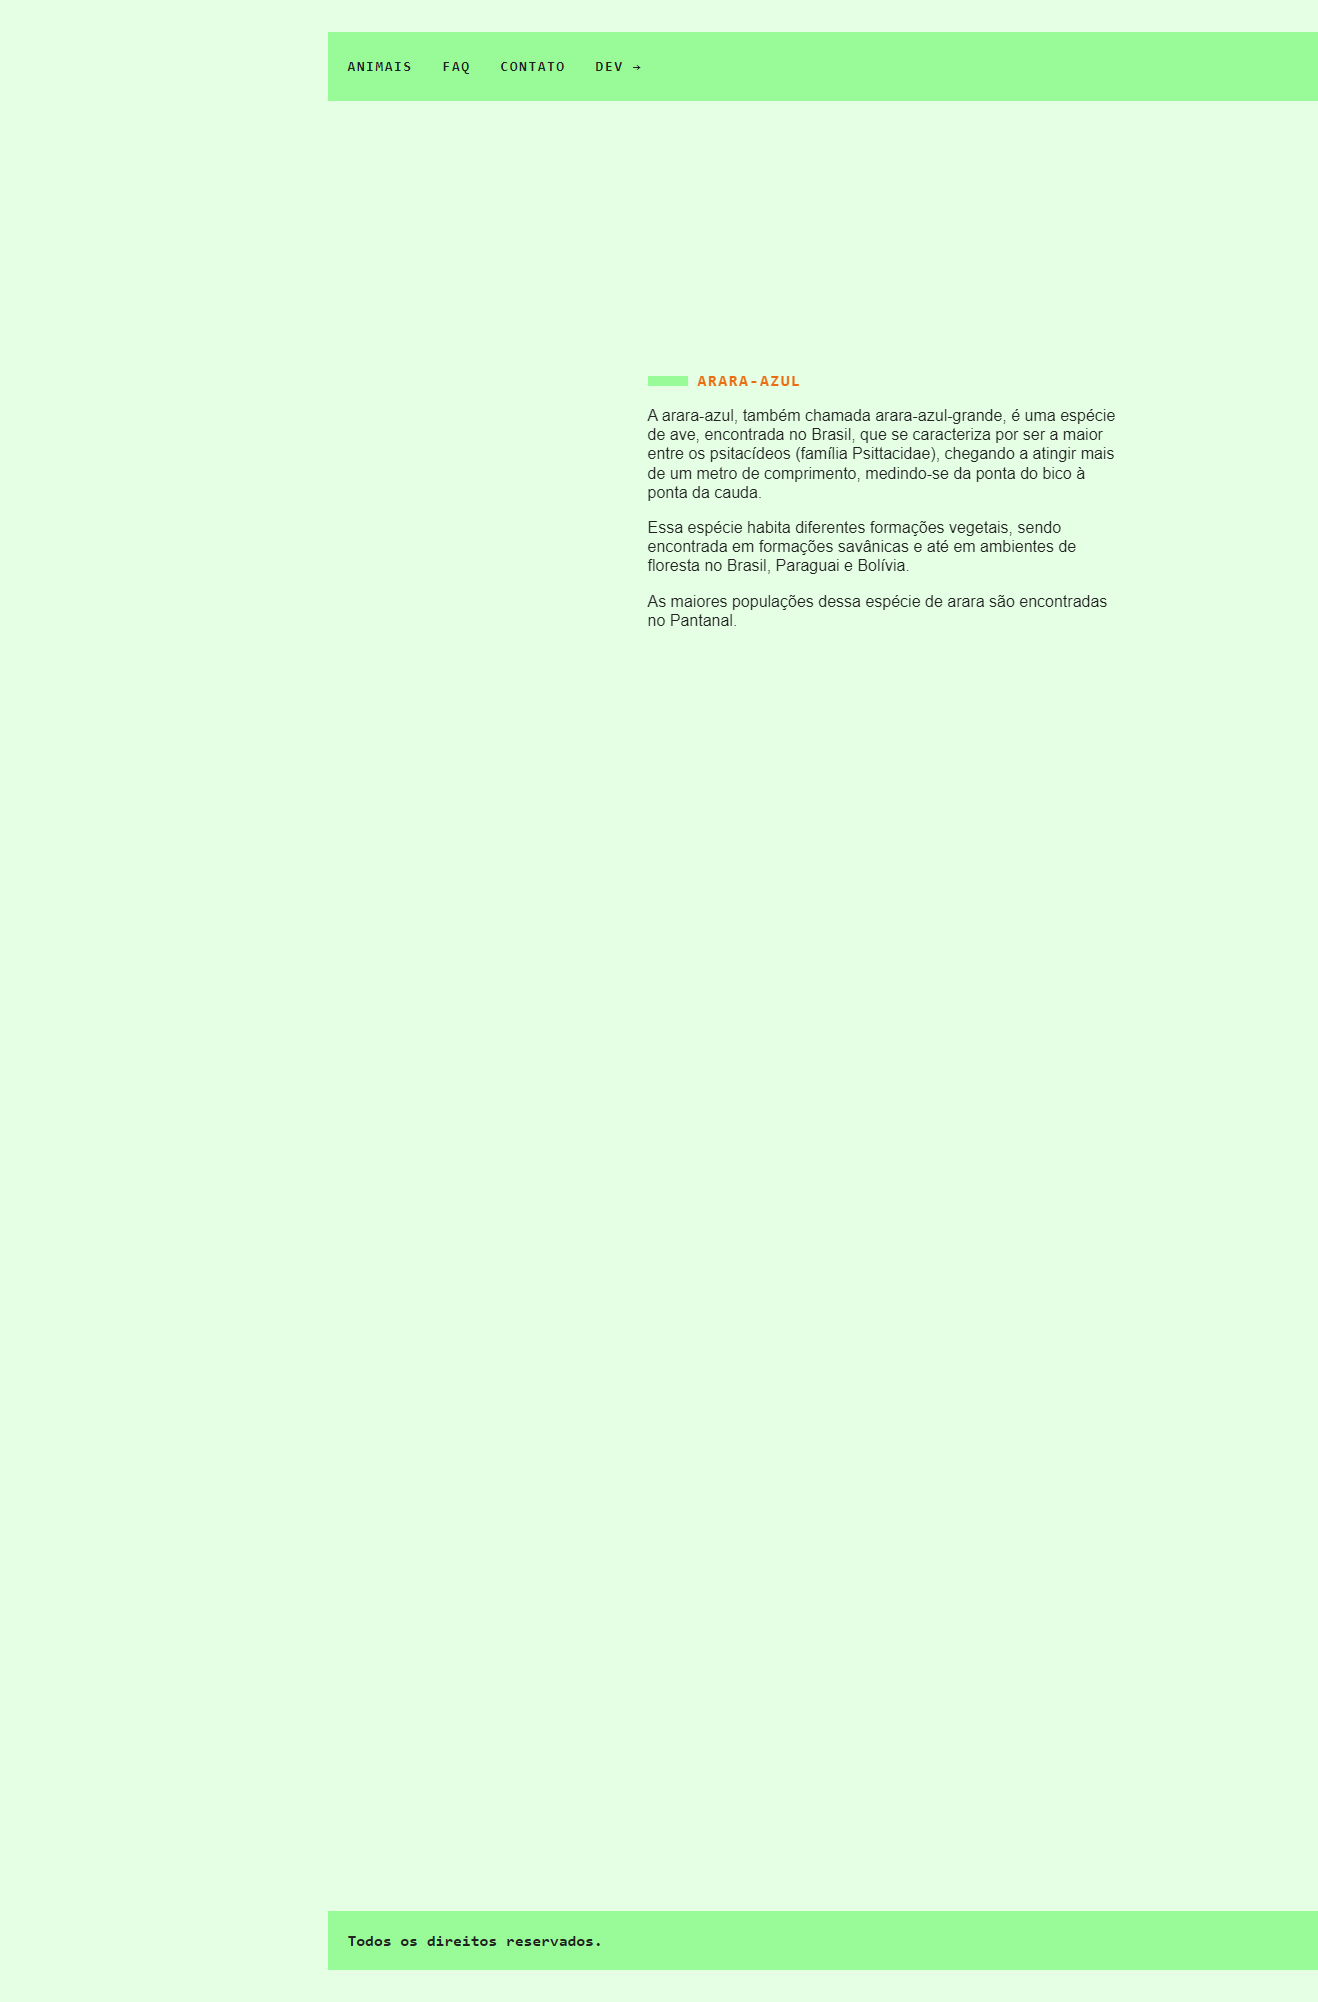 ANIMAIS FAQ CONTATO DEV →
ARARA-AZUL
A arara-azul, também chamada arara-azul-grande, é uma espécie
de ave, encontrada no Brasil, que se caracteriza por ser a maior
entre os psitacídeos (família Psittacidae), chegando a atingir mais
de um metro de comprimento, medindo-se da ponta do bico à
ponta da cauda.
Essa espécie habita diferentes formações vegetais, sendo
encontrada em formações savânicas e até em ambientes de
floresta no Brasil, Paraguai e Bolívia.
As maiores populações dessa espécie de arara são encontradas
no Pantanal.
Todos os direitos reservados.